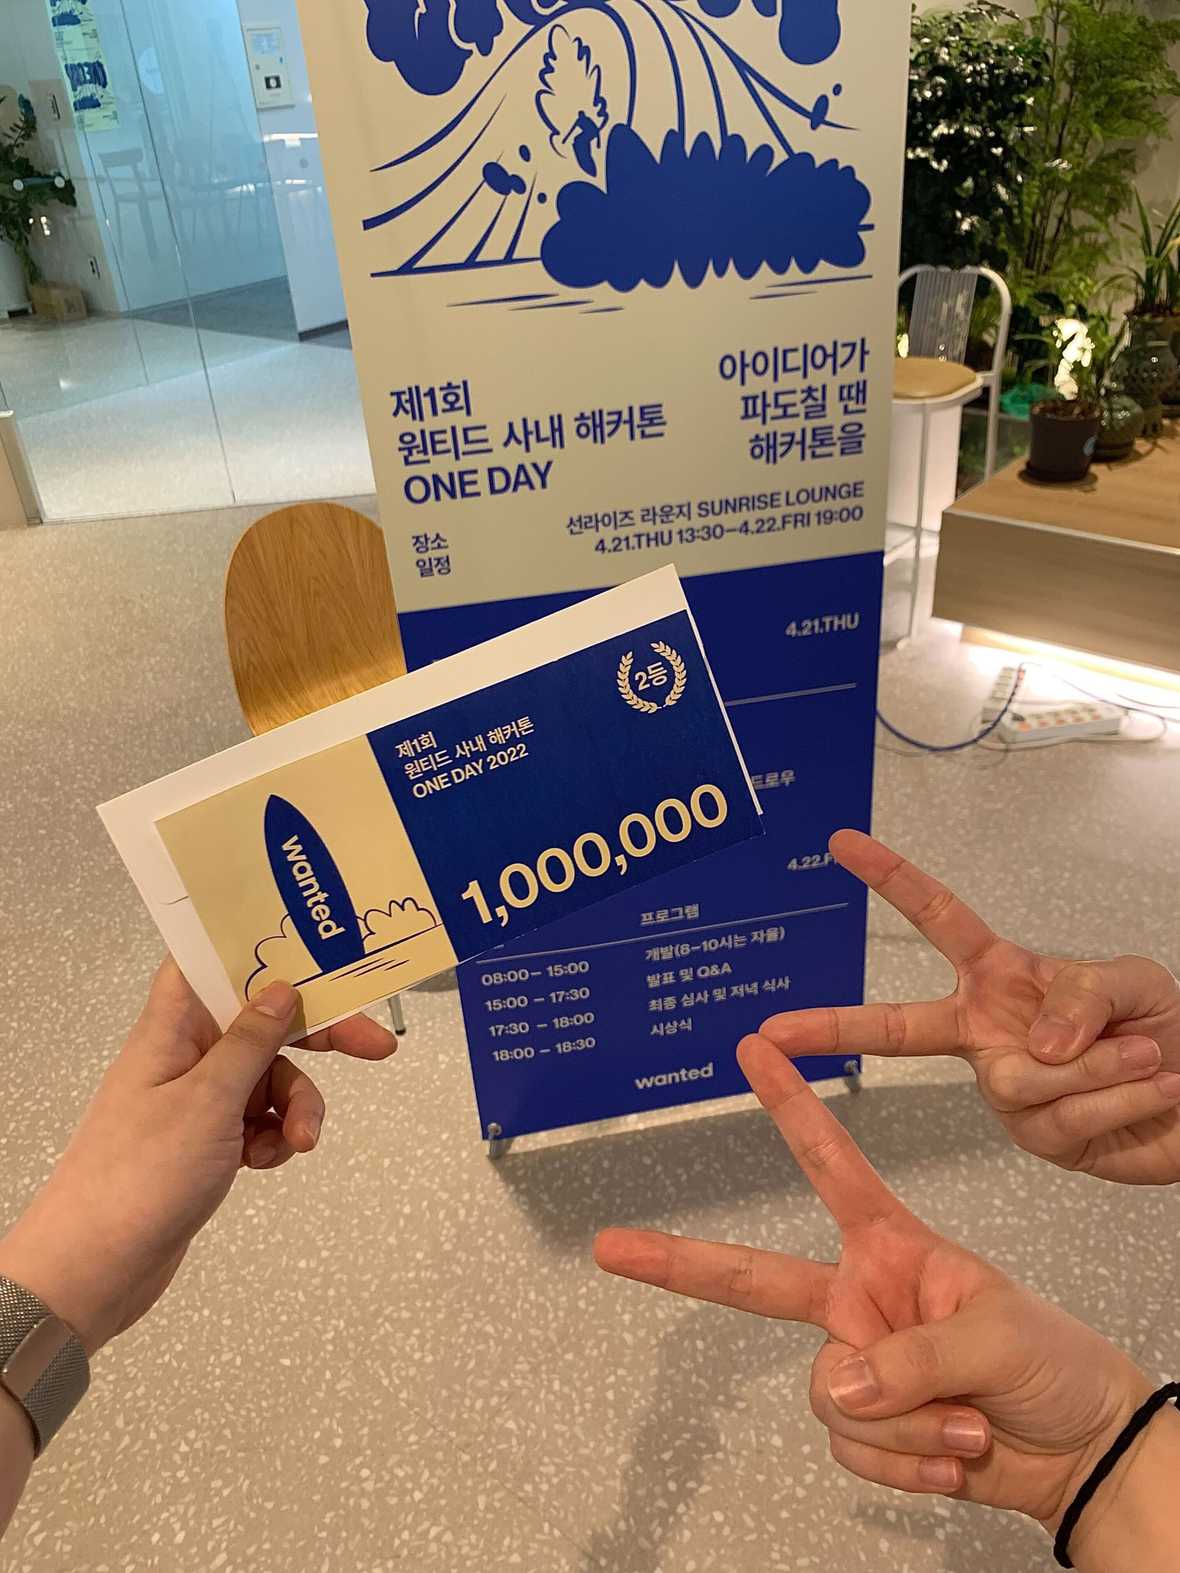 제1회
원티드 사내 해커톤
ONE DAY
아이디어가
파도칠 땐
해커톤을
장소
일정
선라이즈 라운지 SUNRISE LOUNGE
4.21.THU 13:30–4.22.FRI 19:00
4.21.THU
제1회
원티드 사내 해커톤
ONE DAY 2022
2등
1,000,000
wanted
프로그램
08:00 – 15:00 개발(8-10시는 자율)
15:00 – 17:30 발표 및 Q&A
17:30 – 18:00 최종 심사 및 저녁 식사
18:00 – 18:30 시상식
wanted